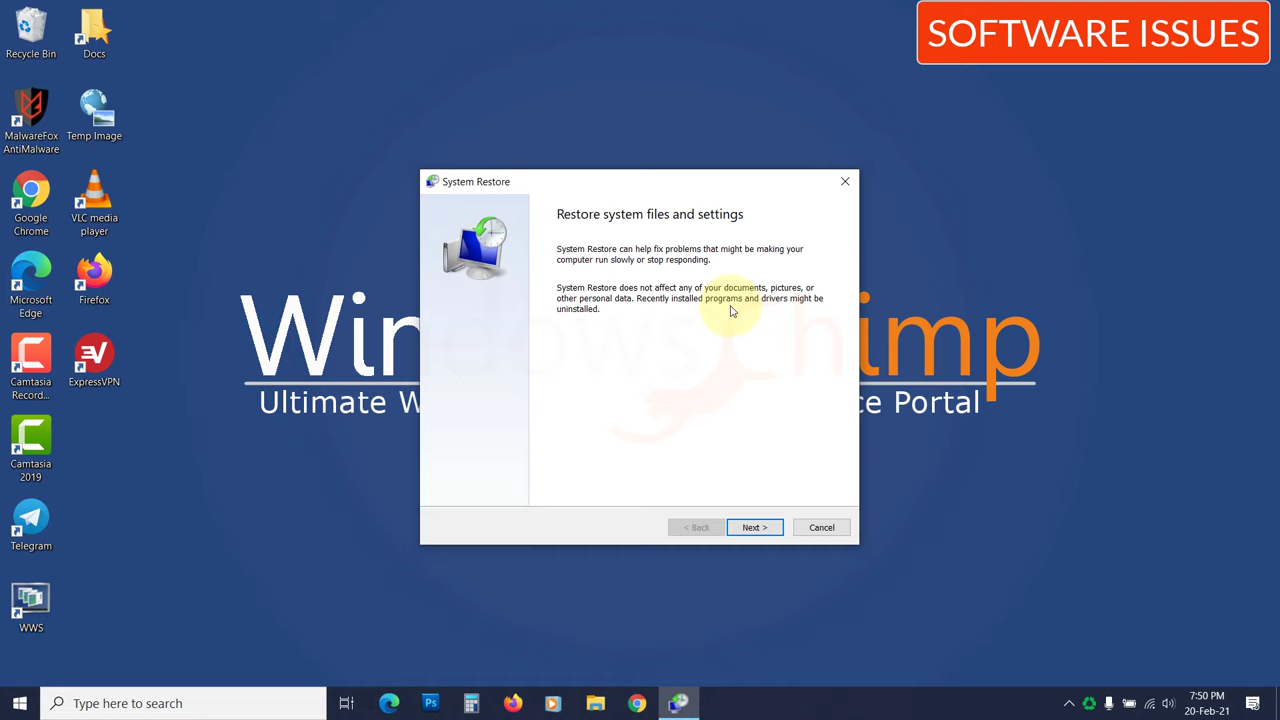 SOFTWARE ISSUES
Recycle Bin
Docs
MalwareFox
AntiMalware
Temp Image
Google
Chrome
VLC media
player
Microsoft
Edge
Firefox
Camtasia
Record...
ExpressVPN
Camtasia
2019
Telegram
WWS
System Restore
Restore system files and settings
System Restore can help fix problems that might be making your
computer run slowly or stop responding.
System Restore does not affect any of your documents, pictures, or
other personal data. Recently installed programs and drivers might be
uninstalled.
< Back
Next >
Cancel
Windows Chimp
Ultimate W
ce Portal
Type here to search
Ps
7:50 PM
20-Feb-21